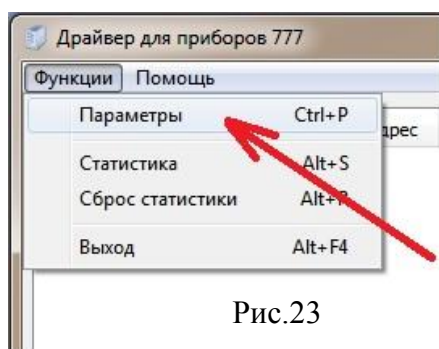 Драйвер для приборов 777
Функции Помощь
Параметры Ctrl+P
дрес
Статистика Alt+S
Сброс статистики Alt+
Выход Alt+F4
Рис.23